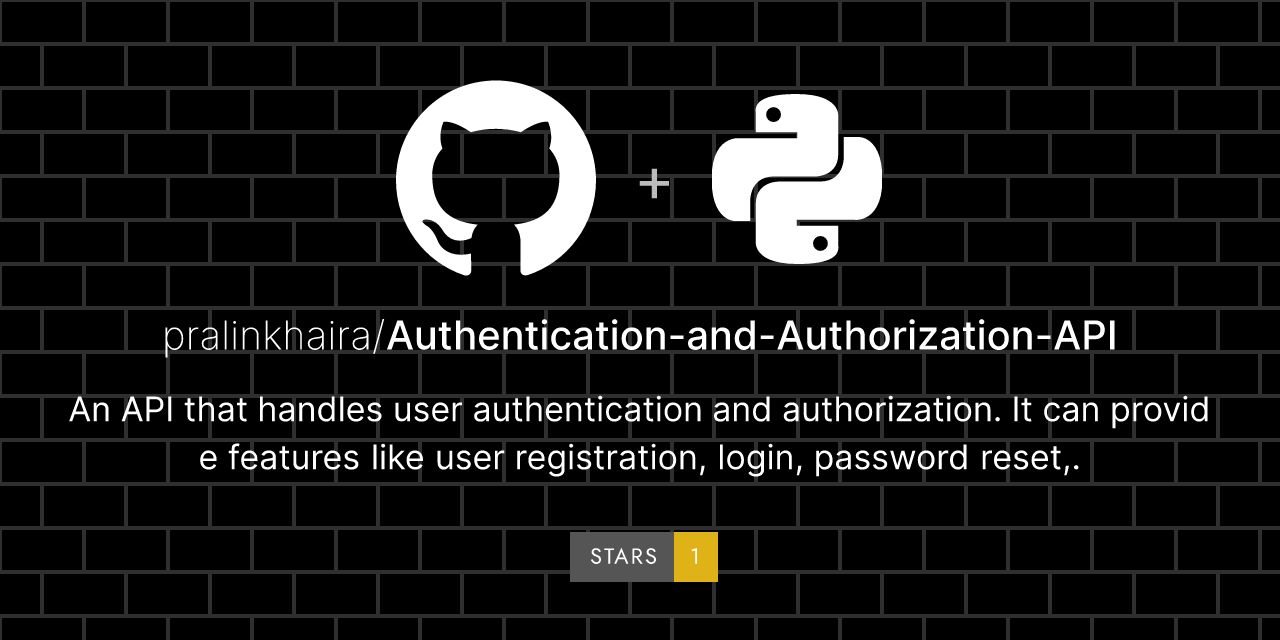 +
pralinkhaira/Authentication-and-Authorization-API
An API that handles user authentication and authorization. It can provid
e features like user registration, login, password reset,.
STARS 1